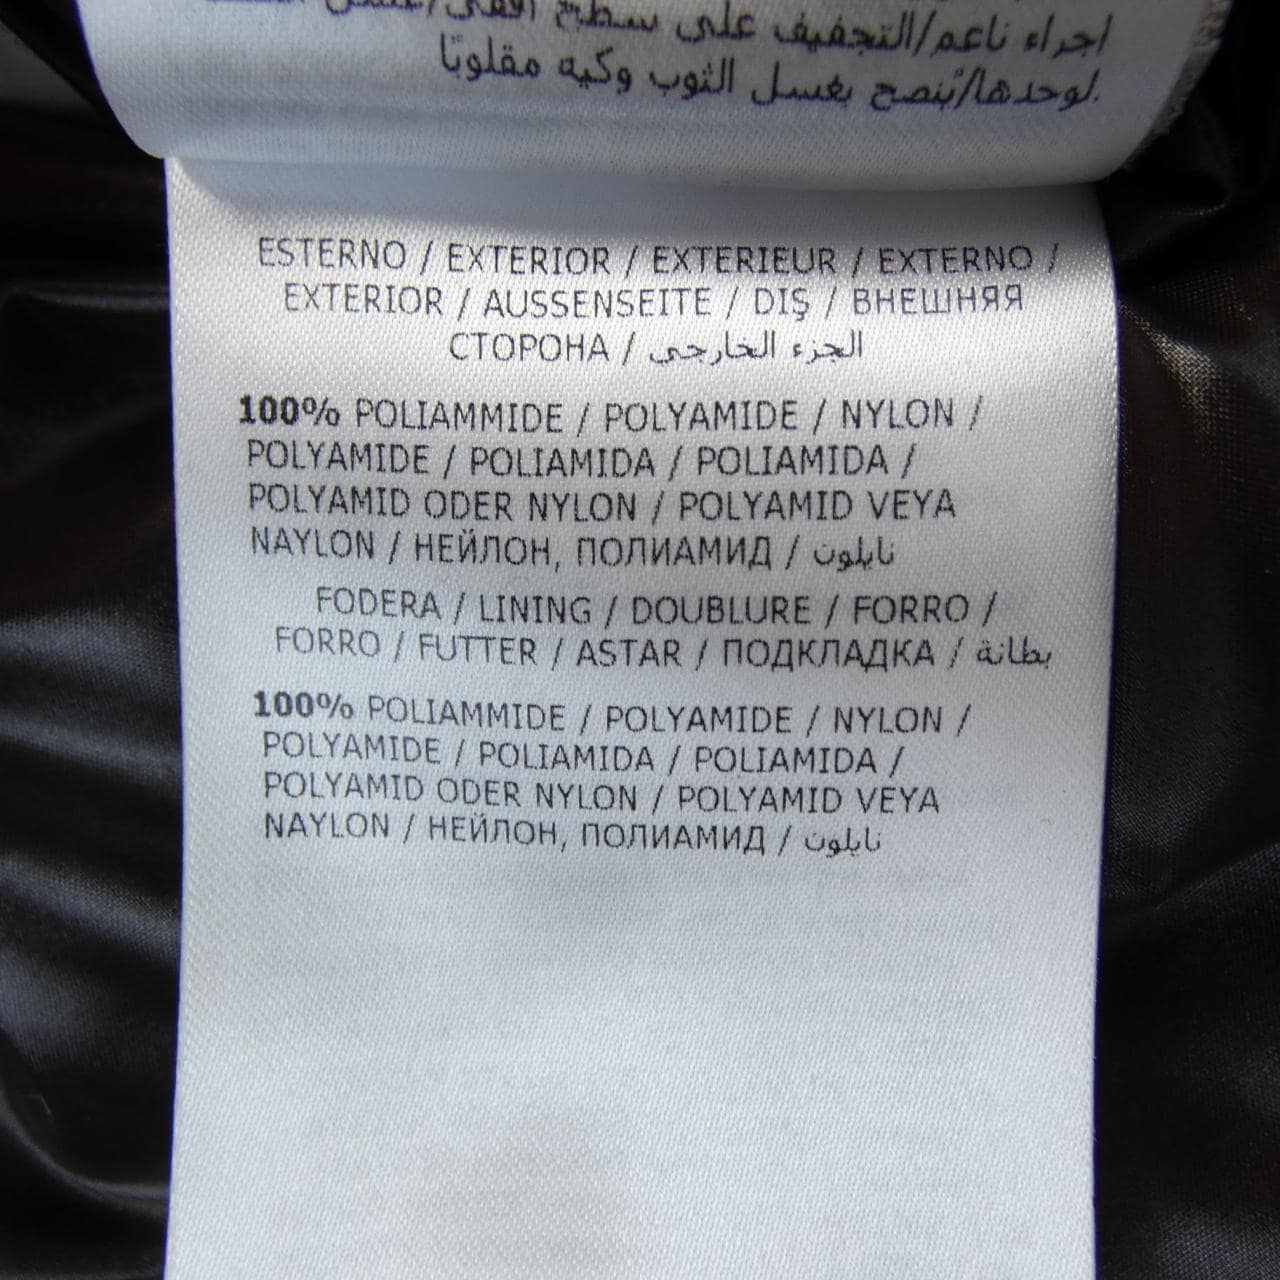 اجراء ناعم/التجفيف على سطح
لوحدها/يُنصح بغسل الثوب وكيه مقلوبًا.
ESTERNO / EXTERIOR / EXTERIEUR / EXTERNO /
EXTERIOR / AUSSENSEITE / DIŞ / ВНЕШНЯЯ
СТОРОНА / الجزء الخارجي
100% POLIAMMIDE / POLYAMIDE / NYLON /
POLYAMIDE / POLIAMIDA / POLIAMIDA /
POLYAMID ODER NYLON / POLYAMID VEYA
NAYLON / НЕЙЛОН, ПОЛИАМИД / نايلون
FODERA / LINING / DOUBLURE / FORRO /
FORRO / FUTTER / ASTAR / ПОДКЛАДКА / بطانة
100% POLIAMMIDE / POLYAMIDE / NYLON /
POLYAMIDE / POLIAMIDA / POLIAMIDA /
POLYAMID ODER NYLON / POLYAMID VEYA
NAYLON / НЕЙЛОН, ПОЛИАМИД / نايلون